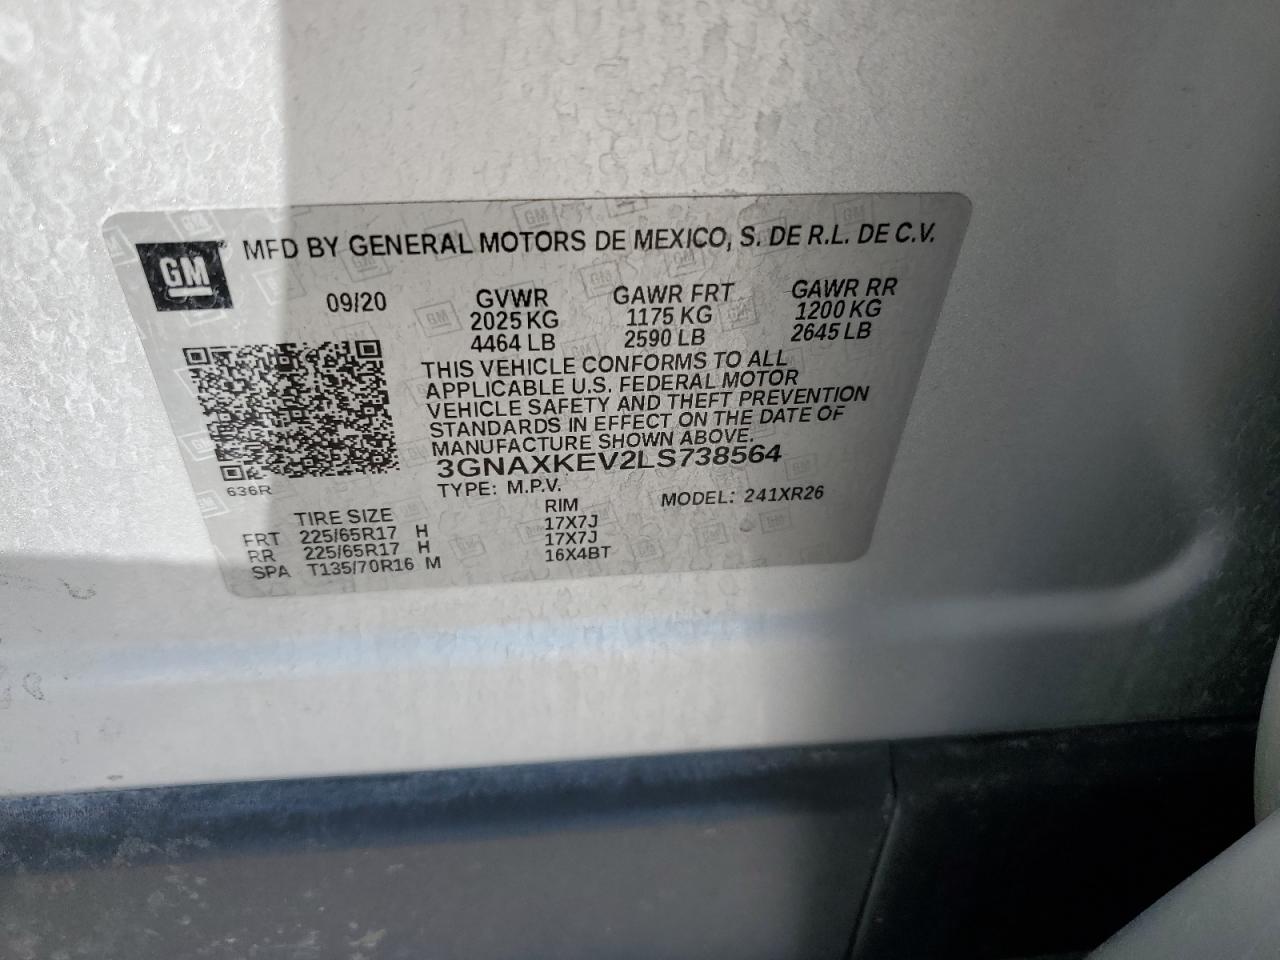 GM MFD BY GENERAL MOTORS DE MEXICO, S. DE R.L. DE C.V.
09/20
GVWR GAWR FRT GAWR RR
2025 KG 1175 KG 1200 KG
4464 LB 2590 LB 2645 LB
THIS VEHICLE CONFORMS TO ALL
APPLICABLE U.S. FEDERAL MOTOR
VEHICLE SAFETY AND THEFT PREVENTION
STANDARDS IN EFFECT ON THE DATE OF
MANUFACTURE SHOWN ABOVE.
3GNAXKEV2LS738564
636R
TYPE: M.P.V. MODEL: 241XR26
TIRE SIZE RIM
FRT 225/65R17 H 17X7J
RR 225/65R17 H 17X7J
SPA T135/70R16 M 16X4BT